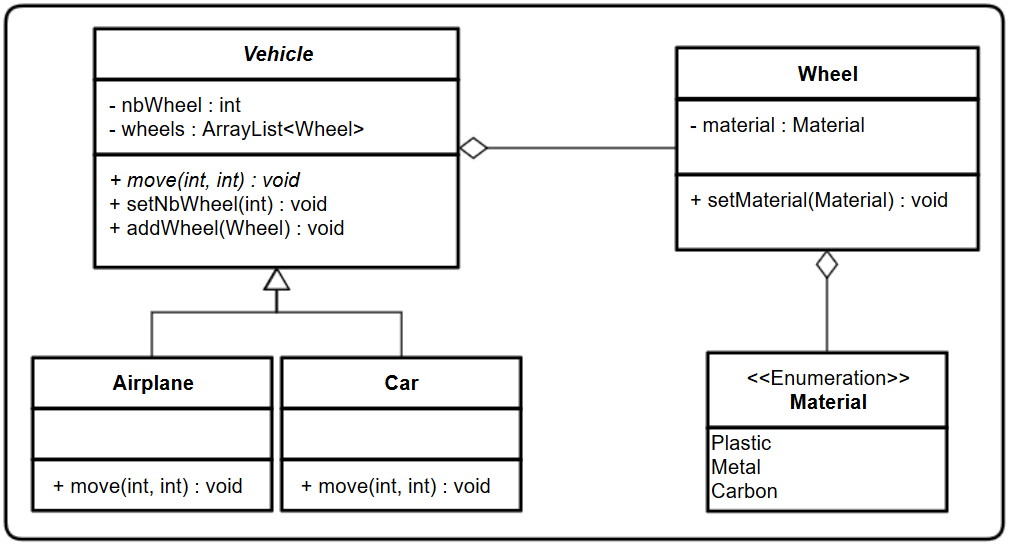 Vehicle
- nbWheel : int
- wheels : ArrayList<Wheel>
+ move(int, int) : void
+ setNbWheel(int) : void
+ addWheel(Wheel) : void
Wheel
- material : Material
+ setMaterial(Material) : void
Airplane
+ move(int, int) : void
Car
+ move(int, int) : void
<<Enumeration>>
Material
Plastic
Metal
Carbon